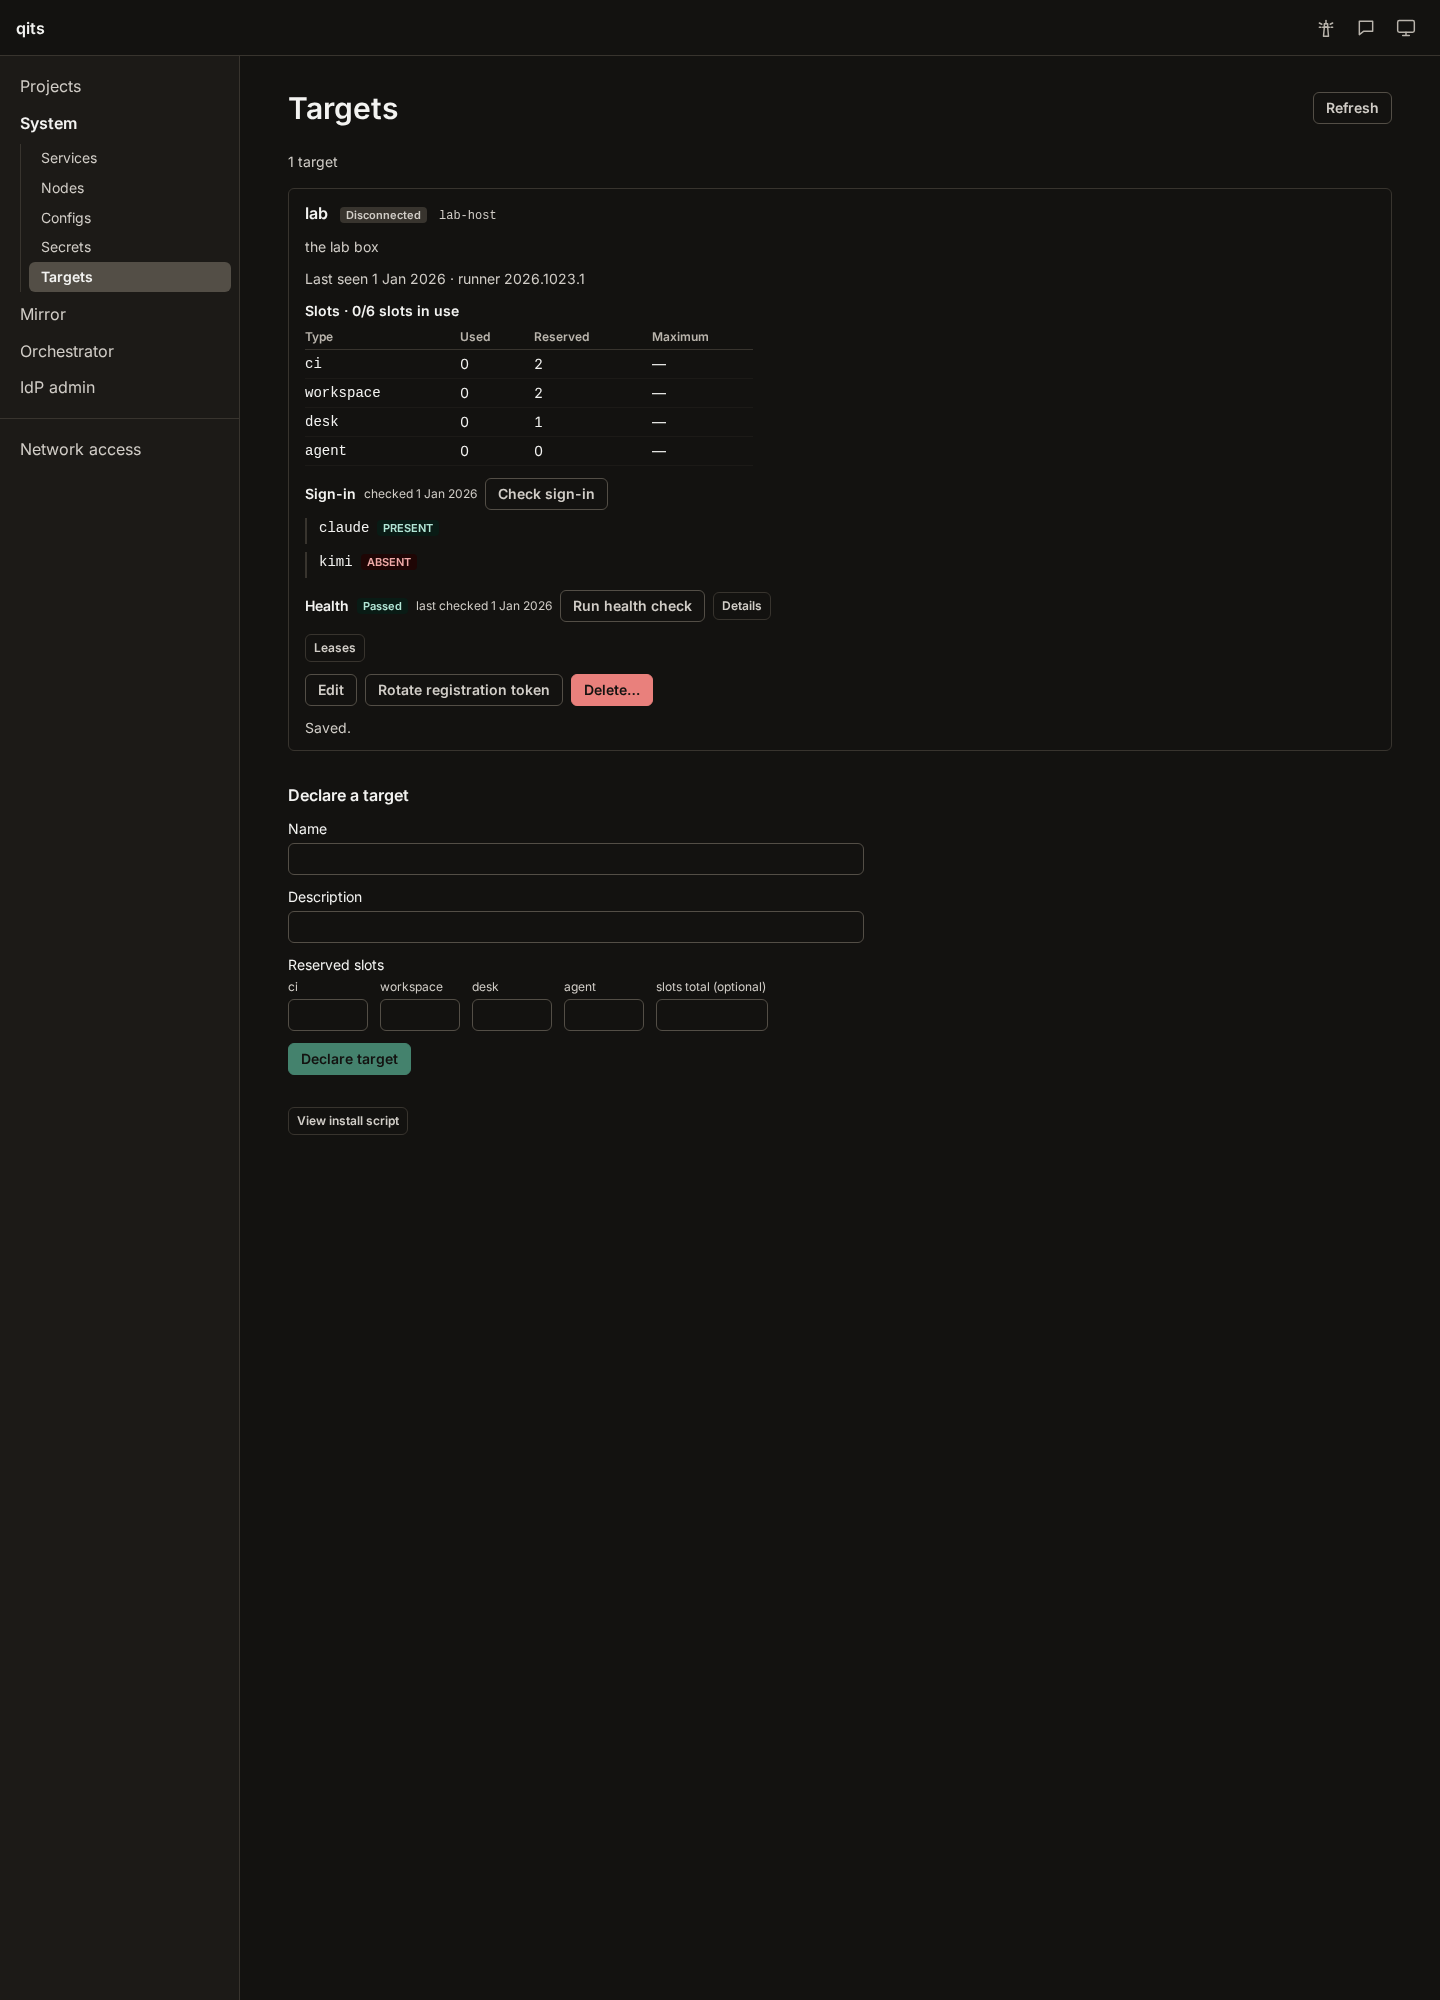 qits
Projects
System
Services
Nodes
Configs
Secrets
Targets
Mirror
Orchestrator
IdP admin
Network access
Targets
Refresh
1 target
lab Disconnected lab-host
the lab box
Last seen 1 Jan 2026 · runner 2026.1023.1
Slots · 0/6 slots in use
Type Used Reserved Maximum
ci 0 2 —
workspace 0 2 —
desk 0 1 —
agent 0 0 —
Sign-in checked 1 Jan 2026 Check sign-in
claude PRESENT
kimi ABSENT
Health Passed last checked 1 Jan 2026 Run health check Details
Leases
Edit Rotate registration token Delete...
Saved.
Declare a target
Name
Description
Reserved slots
ci workspace desk agent slots total (optional)
Declare target
View install script